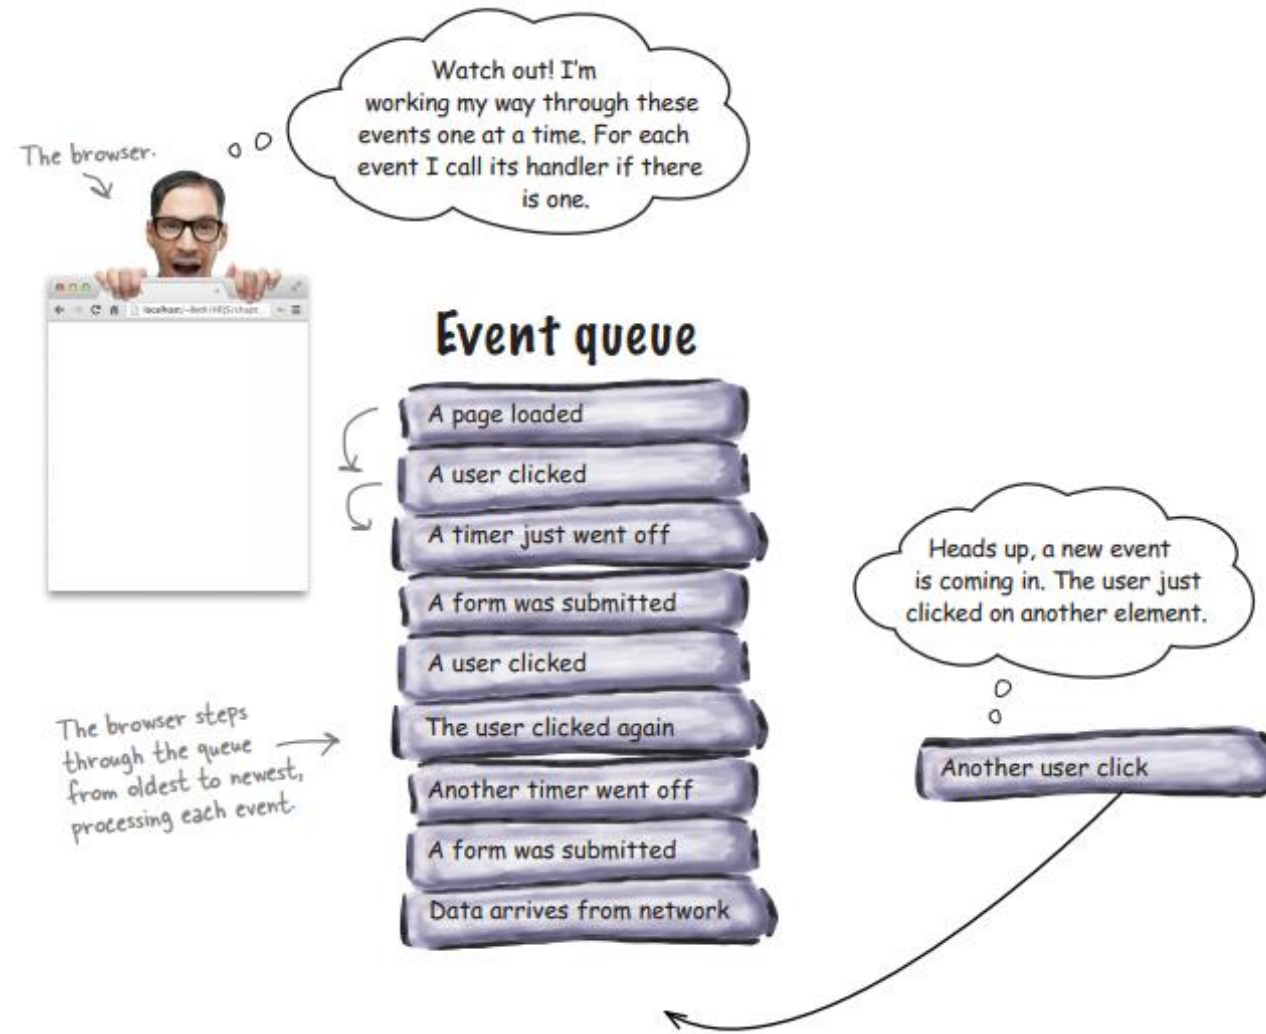 Watch out! I'm
working my way through these
events one at a time. For each
event I call its handler if there
is one.
The browser.
Event queue
A page loaded
A user clicked
A timer just went off
A form was submitted
A user clicked
The user clicked again
Another timer went off
A form was submitted
Data arrives from network
The browser steps
through the queue
from oldest to newest,
processing each event.
Heads up, a new event
is coming in. The user just
clicked on another element.
Another user click